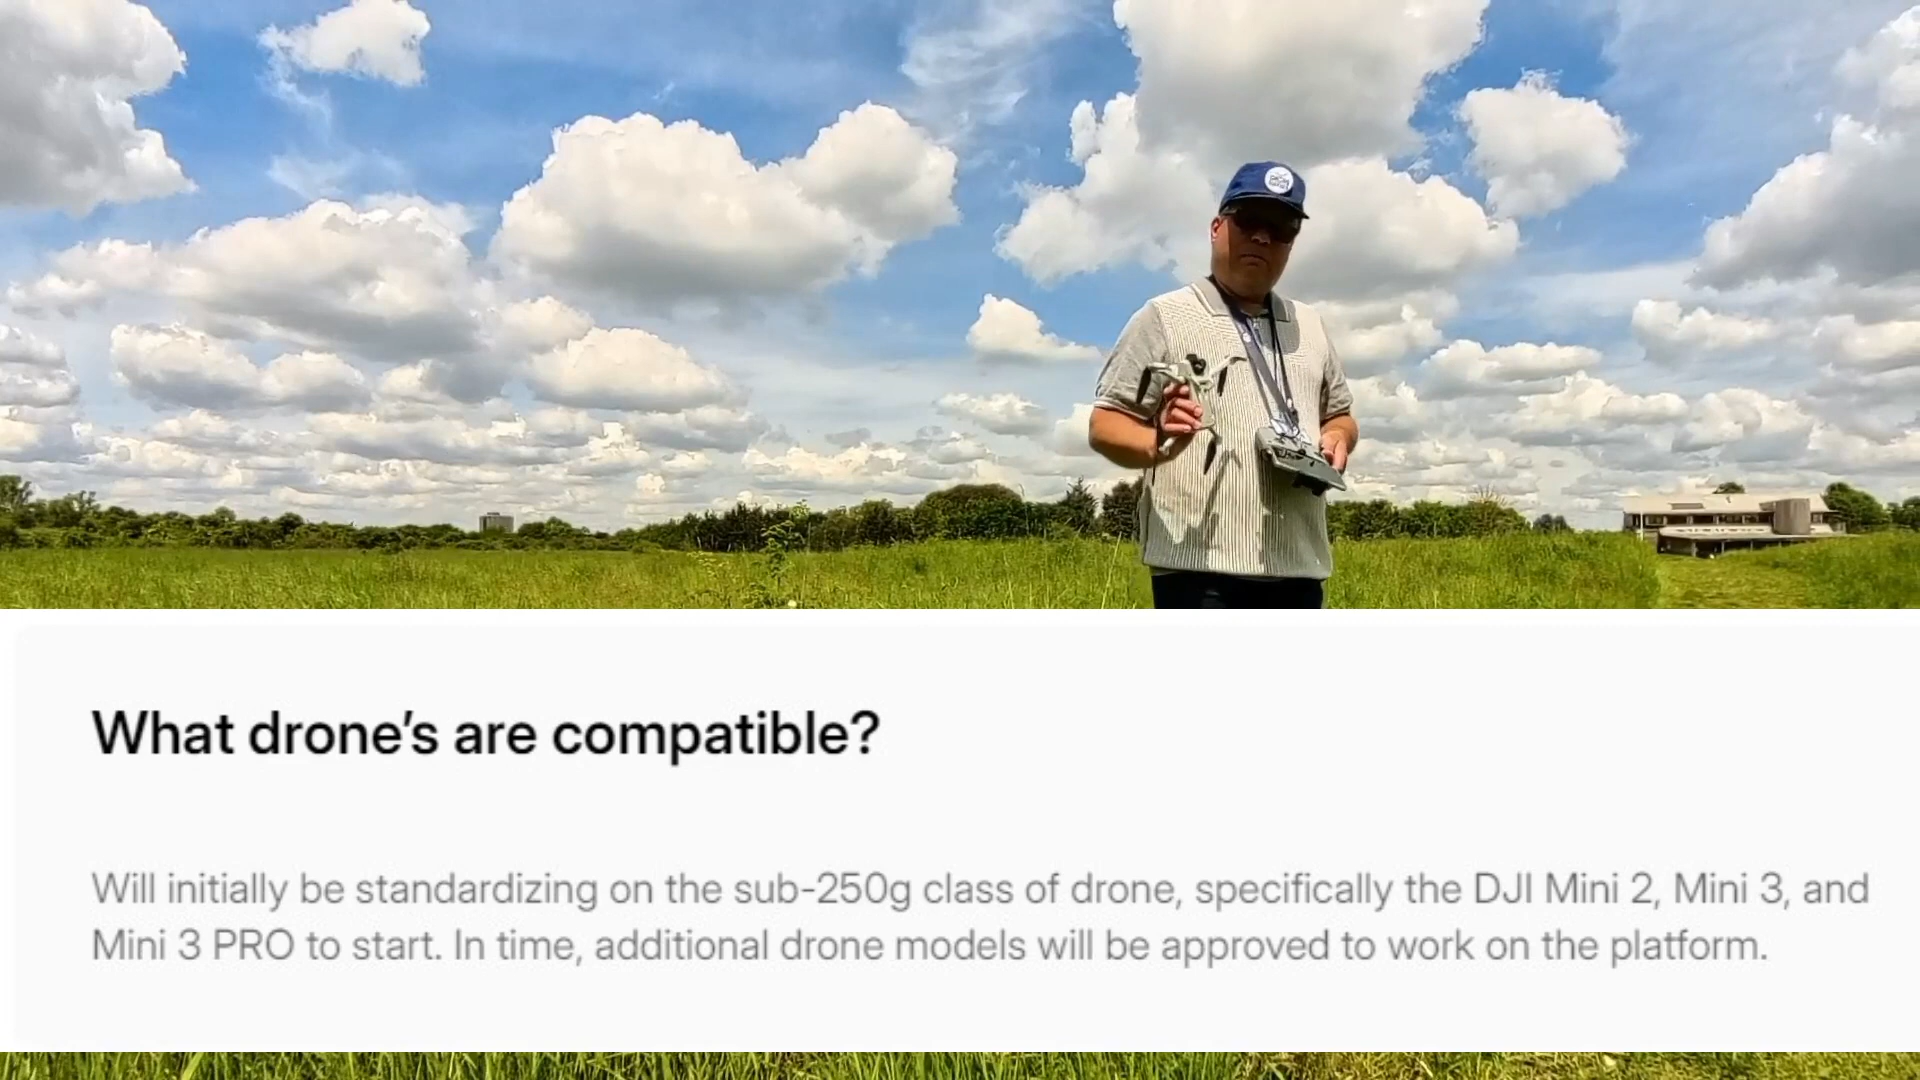 What drone’s are compatible?
Will initially be standardizing on the sub-250g class of drone, specifically the DJI Mini 2, Mini 3, and
Mini 3 PRO to start. In time, additional drone models will be approved to work on the platform.